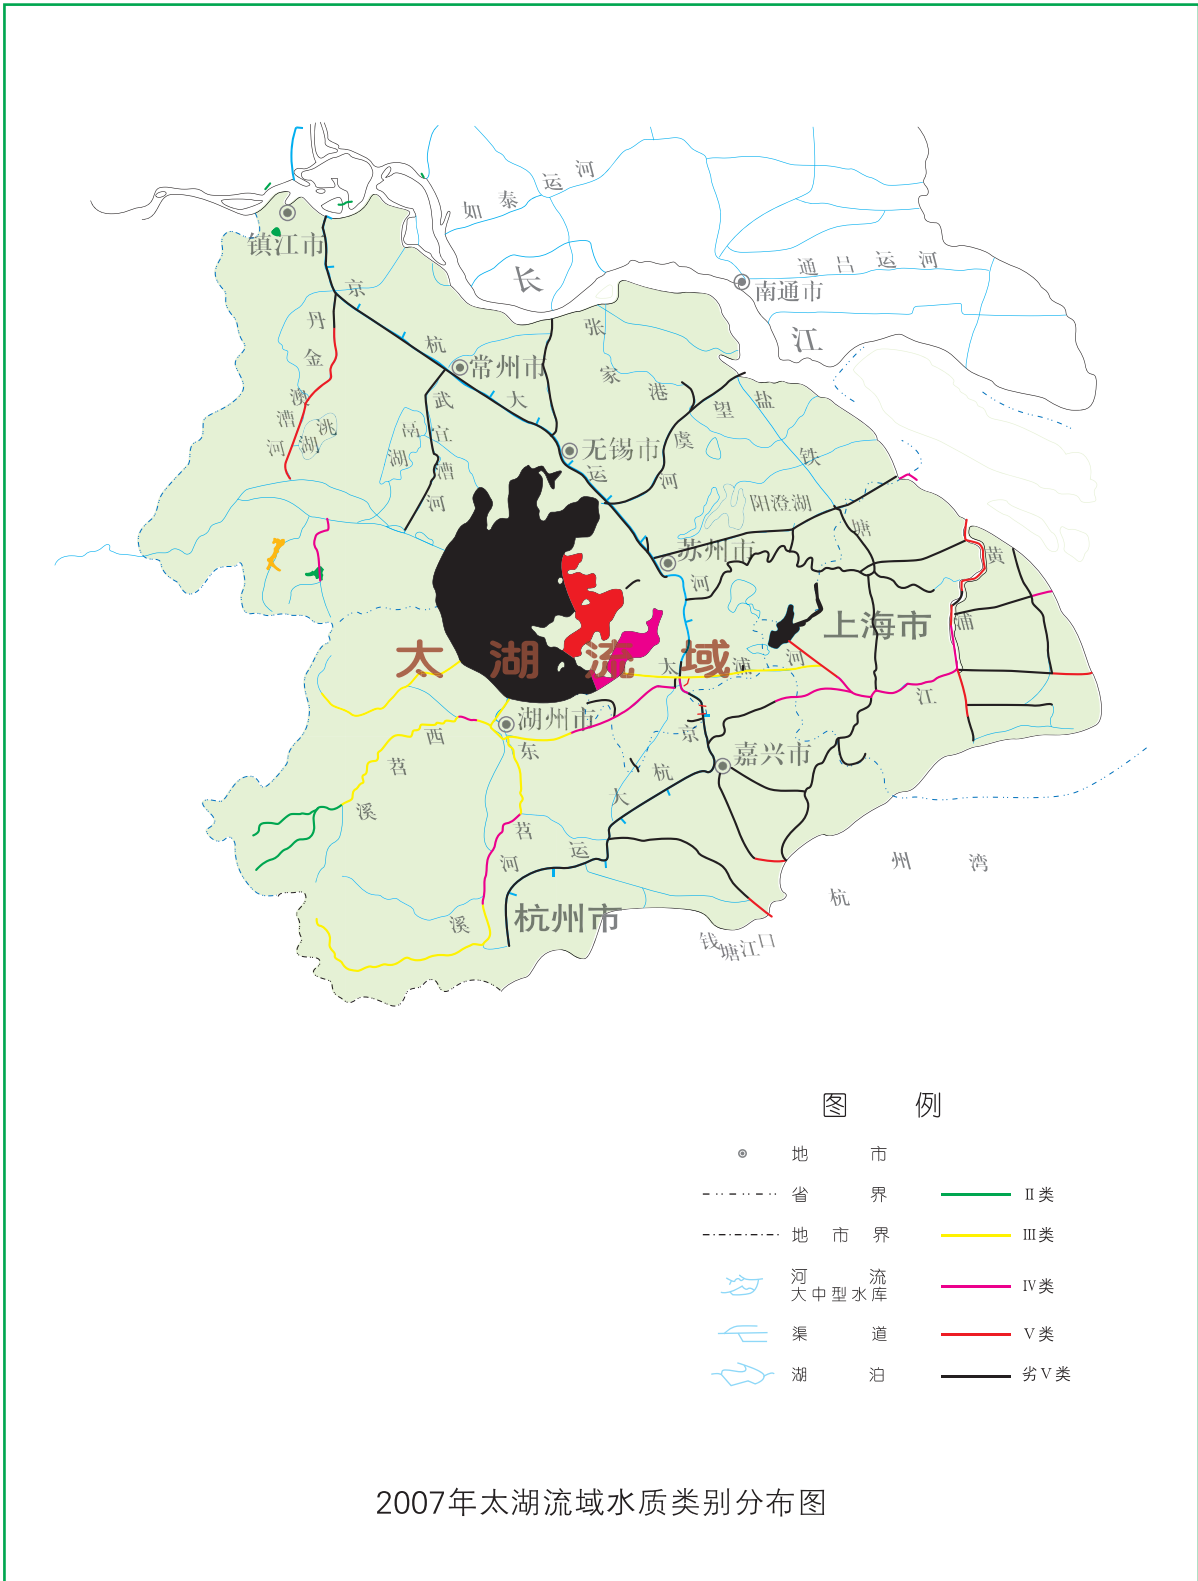 如泰运河
镇江市
长
通吕运河
南通市
江
京
丹
金
溧
漕
河
洮
湖
杭
常州市
武
宜
漕
河
滆
湖
大
张
家
港
河
望
虞
盐
铁
塘
无锡市
运
阳澄湖
苏州市
河
黄
浦
江
上海市
太湖流域
太
浦
河
湖州市
东
苕
溪
西
苕
溪
京
杭
大
运
河
嘉兴市
杭州市
杭
州
湾
钱塘江口
图 例
地 市
省 界 II类
地 市 界 III类
河 流
大中型水库 IV类
渠 道 V类
湖 泊 劣V类
2007年太湖流域水质类别分布图